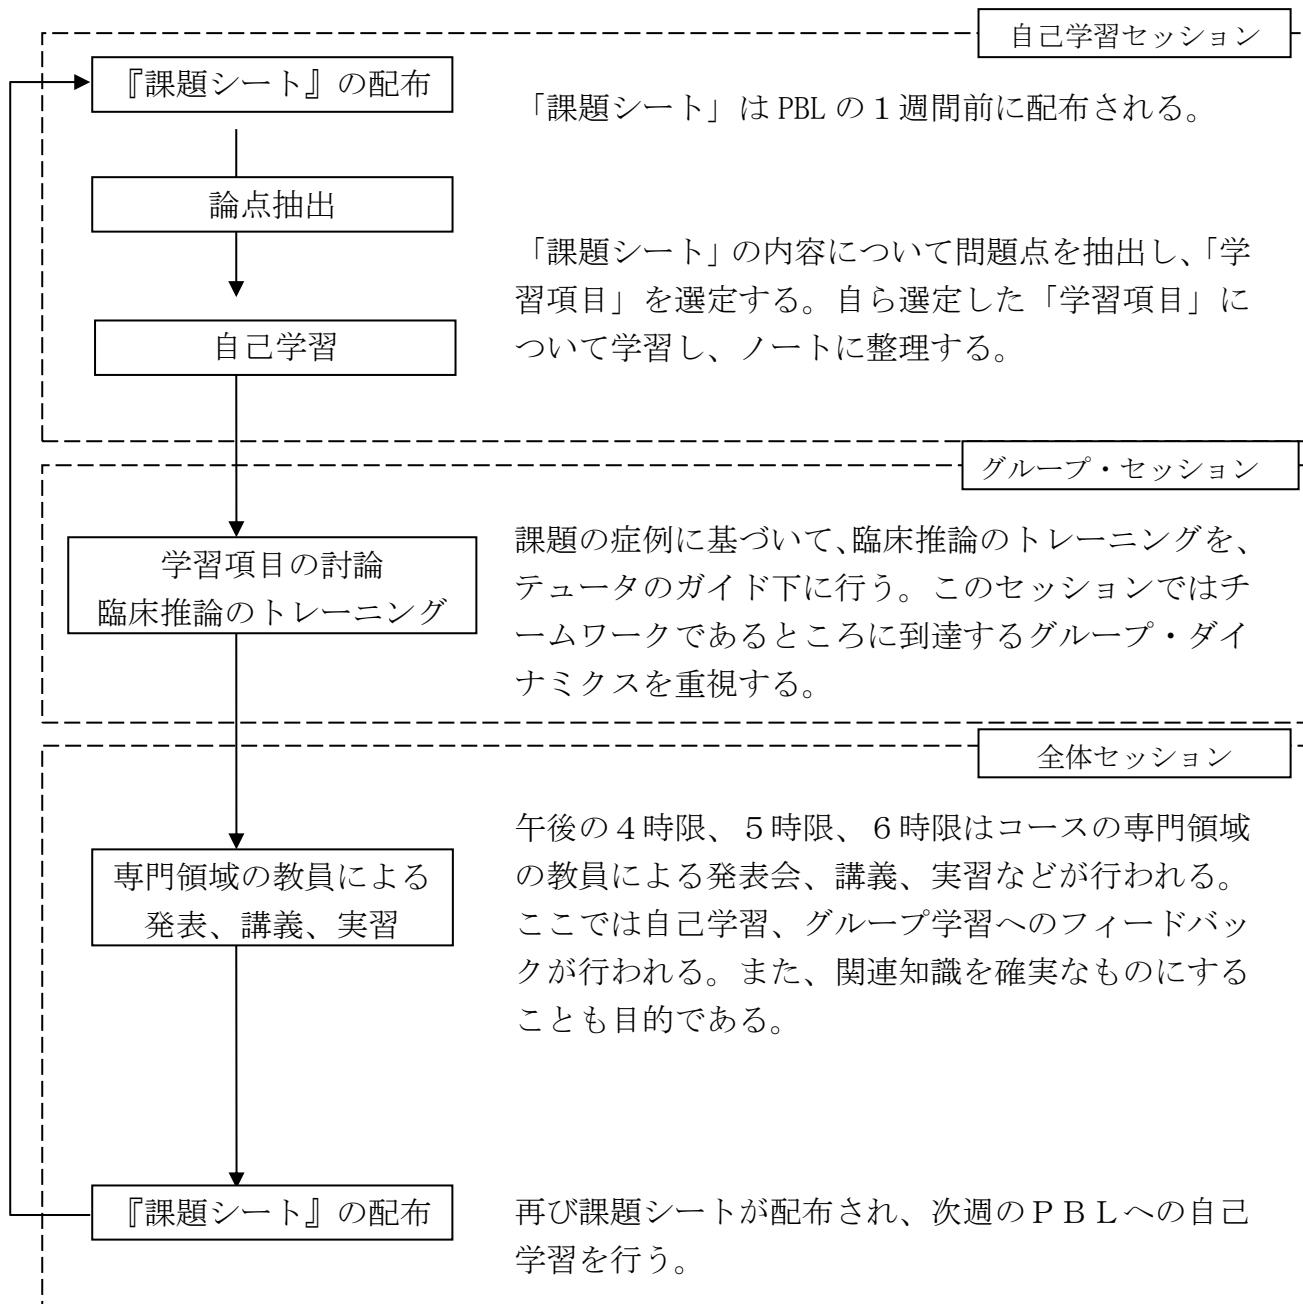 自己学習セッション
『課題シート』の配布
「課題シート」は PBL の１週間前に配布される。
論点抽出
「課題シート」の内容について問題点を抽出し、「学
習項目」を選定する。自ら選定した「学習項目」に
ついて学習し、ノートに整理する。
自己学習
グループ・セッション
学習項目の討論
臨床推論のトレーニング
課題の症例に基づいて、臨床推論のトレーニングを、
テュータのガイド下に行う。このセッションではチ
ームワークであるところに到達するグループ・ダイ
ナミクスを重視する。
全体セッション
専門領域の教員による
発表、講義、実習
午後の４時限、５時限、６時限はコースの専門領域
の教員による発表会、講義、実習などが行われる。
ここでは自己学習、グループ学習へのフィードバッ
クが行われる。また、関連知識を確実なものにする
ことも目的である。
『課題シート』の配布
再び課題シートが配布され、次週のＰＢＬへの自己
学習を行う。